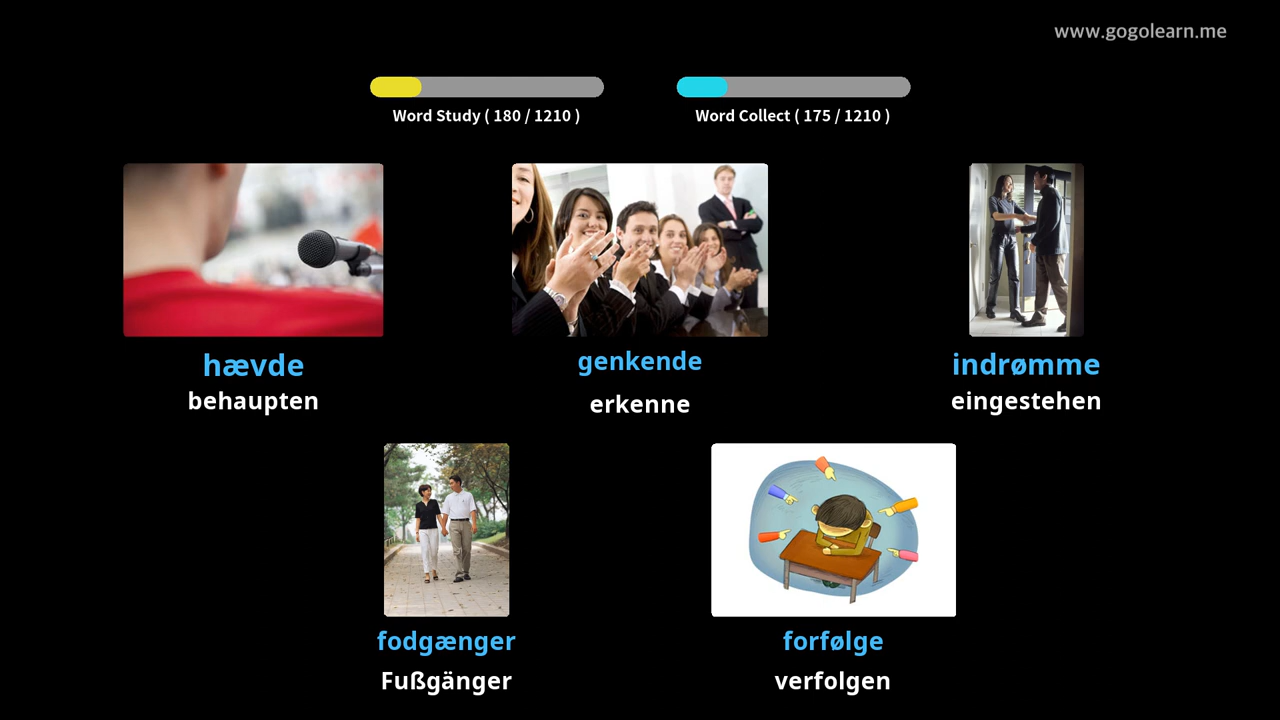 www.gogolearn.me
Word Study ( 180 / 1210 )
Word Collect ( 175 / 1210 )
hævde
behaupten
genkende
erkenne
indrømme
eingestehen
fodgænger
Fußgänger
forfølge
verfolgen